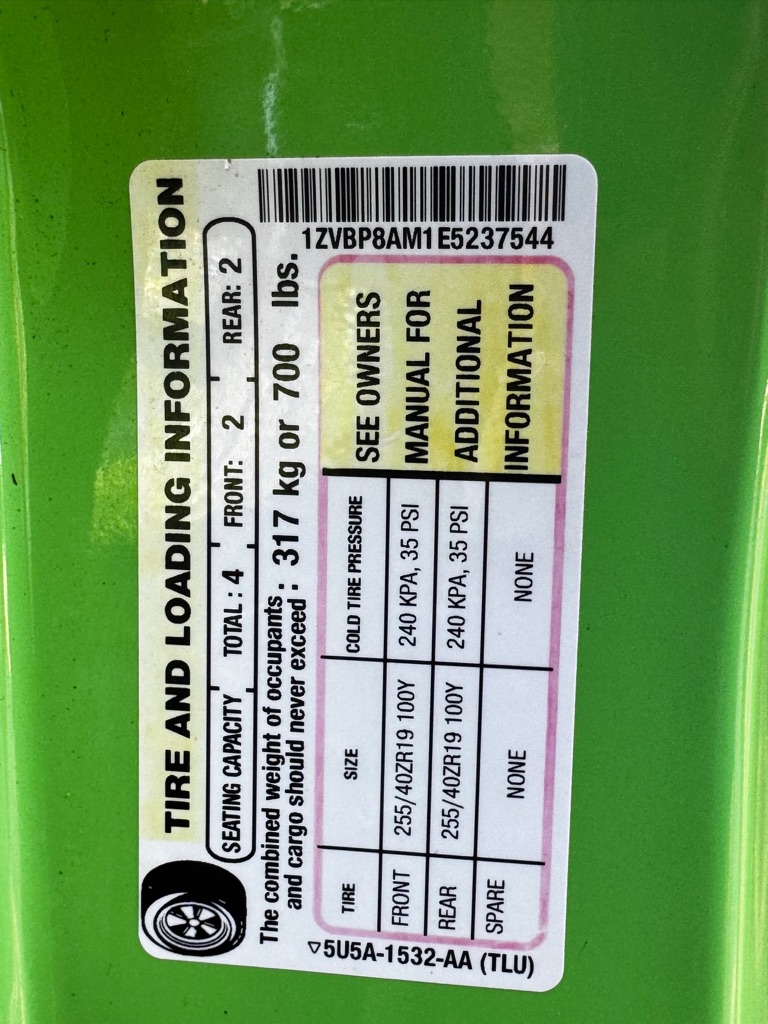 TIRE AND LOADING INFORMATION
SEATING CAPACITY TOTAL : 4 FRONT: 2 REAR: 2
The combined weight of occupants
and cargo should never exceed : 317 kg or 700 lbs.
TIRE SIZE COLD TIRE PRESSURE
FRONT 255/40ZR19 100Y 240 KPA, 35 PSI
REAR 255/40ZR19 100Y 240 KPA, 35 PSI
SPARE NONE NONE
SEE OWNERS
MANUAL FOR
ADDITIONAL
INFORMATION
1ZVBP8AM1E5237544
▽5U5A-1532-AA (TLU)